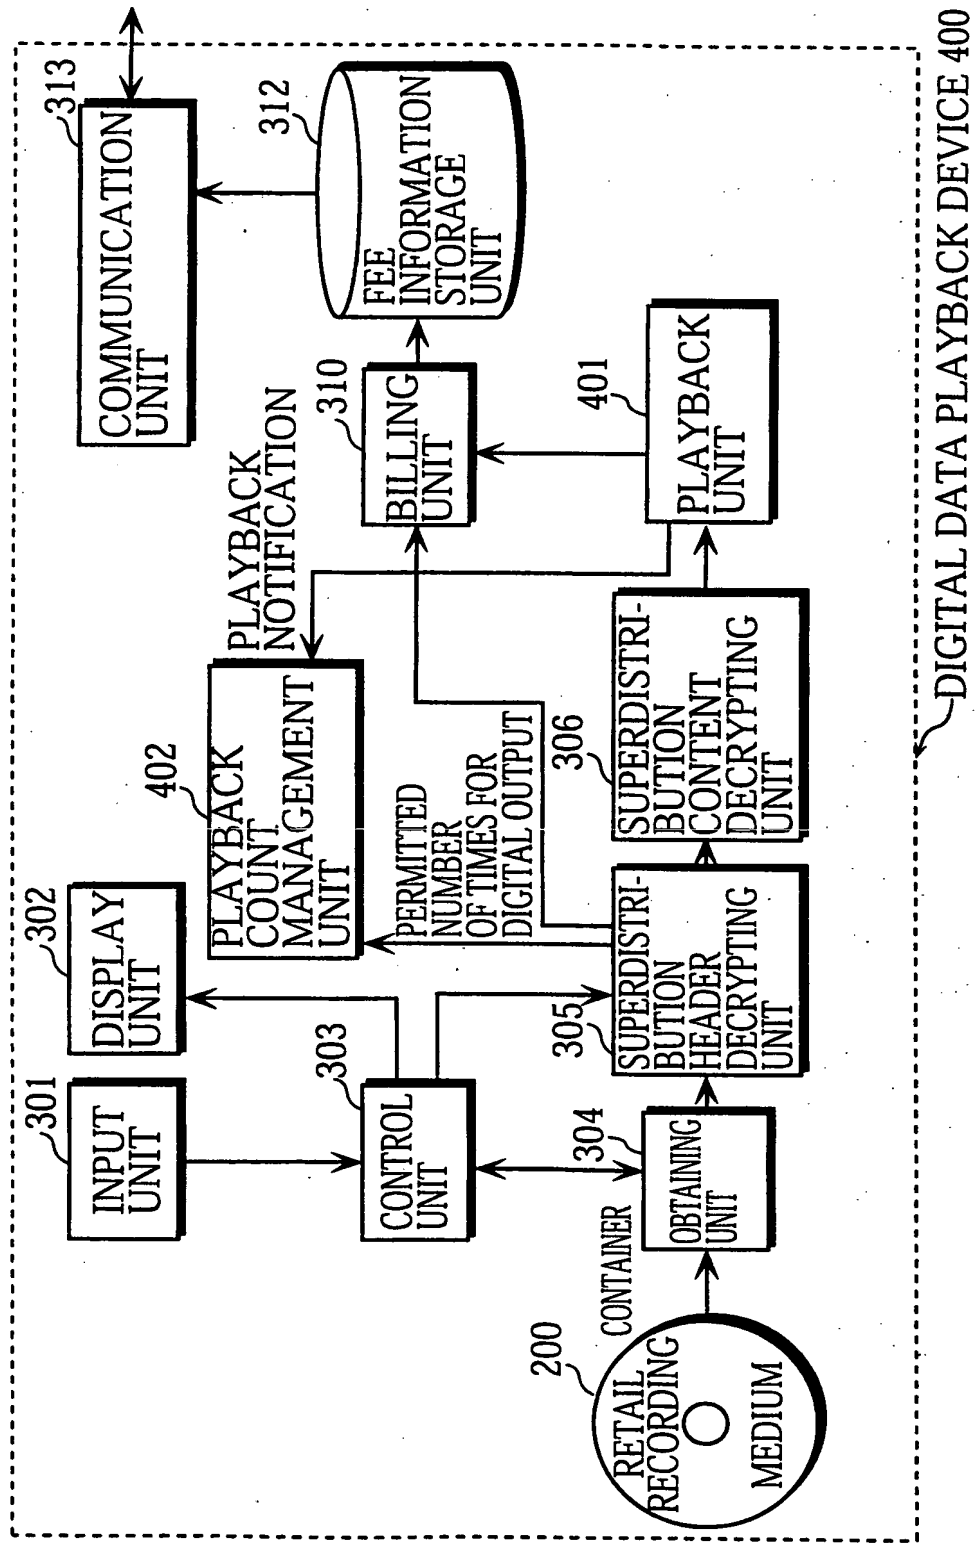 301
INPUT
UNIT
302
DISPLAY
UNIT
402
PLAYBACK
COUNT
MANAGEMENT
UNIT
PLAYBACK
NOTIFICATION
313
COMMUNICATION
UNIT
303
CONTROL
UNIT
PERMITTED
NUMBER
OF TIMES FOR
DIGITAL OUTPUT
310
BILLING
UNIT
312
FEE
INFORMATION
STORAGE
UNIT
200
RETAIL
RECORDING
MEDIUM
CONTAINER
304
OBTAINING
UNIT
305
SUPERDISTRI-
BUTION
HEADER
DECRYPTING
UNIT
306
SUPERDISTRI-
BUTION
CONTENT
DECRYPTING
UNIT
401
PLAYBACK
UNIT
DIGITAL DATA PLAYBACK DEVICE 400